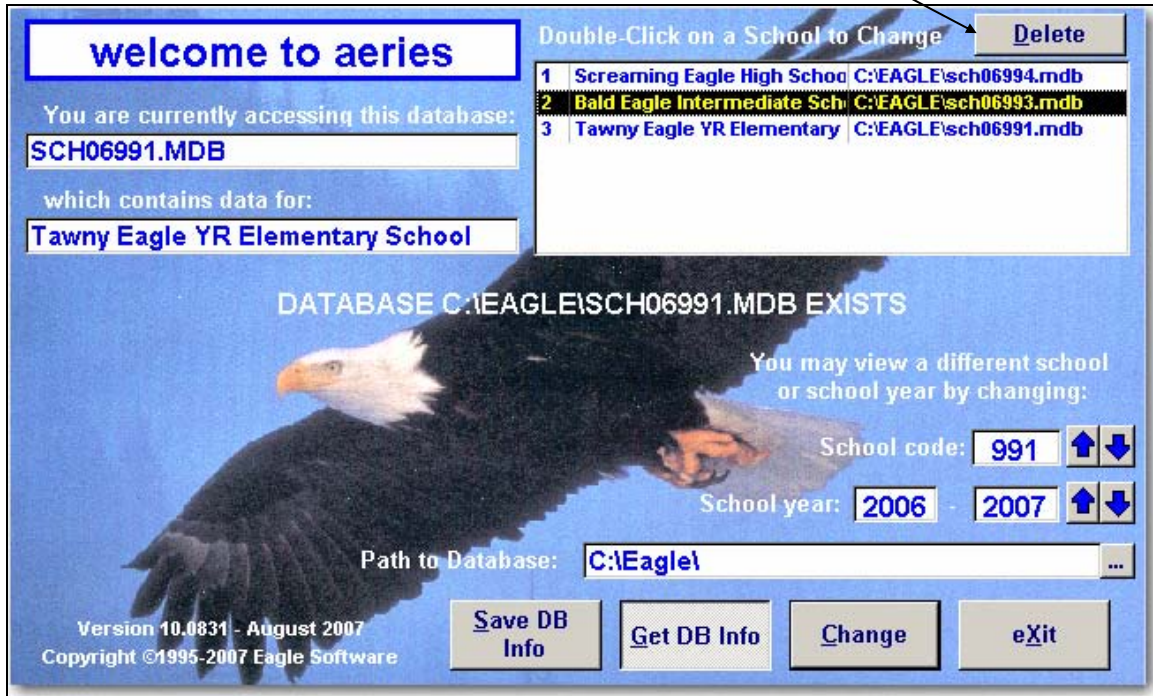 welcome to aeries
You are currently accessing this database:
SCH06991.MDB
which contains data for:
Tawny Eagle YR Elementary School
Double-Click on a School to Change
Delete
1 Screaming Eagle High Schoo C:\EAGLE\sch06994.mdb
2 Bald Eagle Intermediate Sch C:\EAGLE\sch06993.mdb
3 Tawny Eagle YR Elementary C:\EAGLE\sch06991.mdb
DATABASE C:\EAGLE\SCH06991.MDB EXISTS
You may view a different school
or school year by changing:
School code: 991
School year: 2006 - 2007
Path to Database: C:\Eagle\ ...
Version 10.0831 - August 2007
Copyright ©1995-2007 Eagle Software
Save DB
Info
Get DB Info
Change
eXit